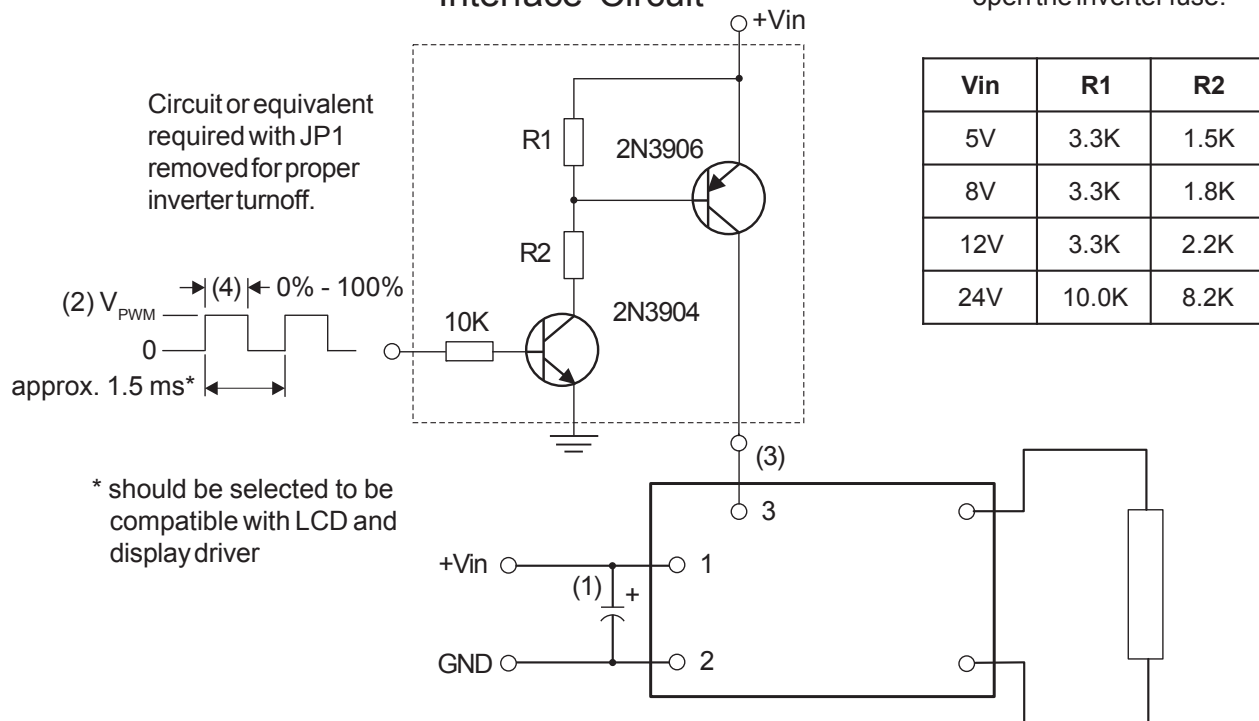 Interface Circuit
open the inverter fuse.
+Vin
Circuit or equivalent
required with JP1
removed for proper
inverter turnoff.
R1
2N3906
R2
2N3904
10K
(4) 0% - 100%
(2) VPWM
0
approx. 1.5 ms*
Vin R1 R2
5V 3.3K 1.5K
8V 3.3K 1.8K
12V 3.3K 2.2K
24V 10.0K 8.2K
(3)
* should be selected to be
compatible with LCD and
display driver
3
+Vin
(1)
+
1
GND
2